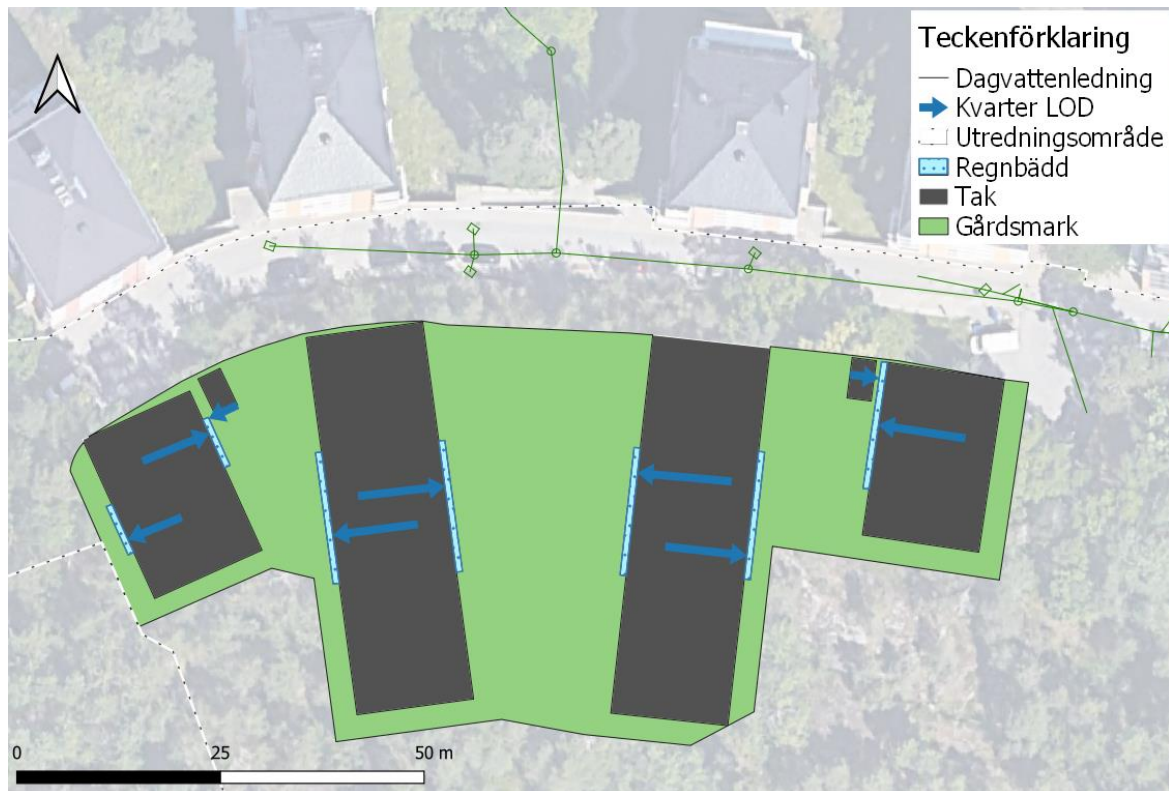 Teckenförklaring
Dagvattenledning
Kvarter LOD
Utredningsområde
Regnbädd
Tak
Gårdsmark
0 25 50 m